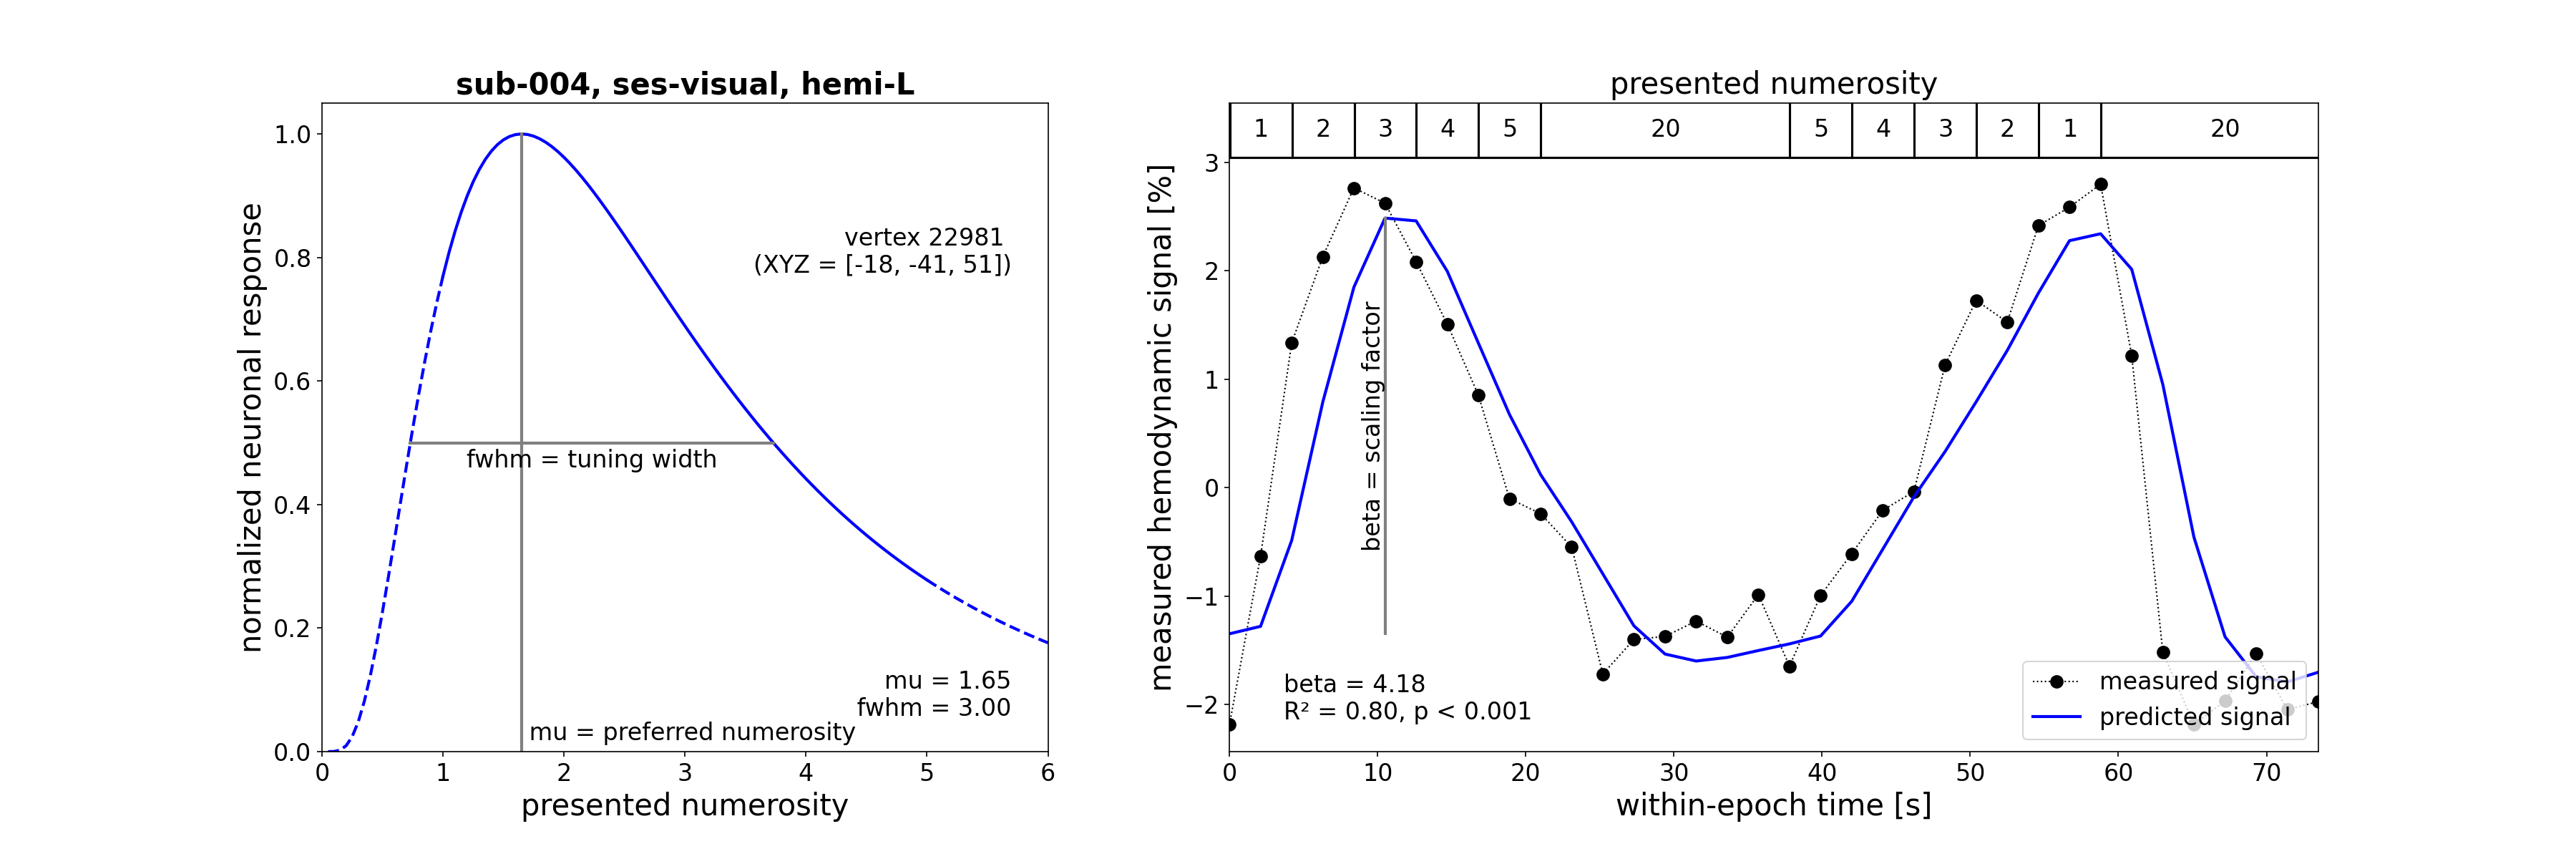 sub-004, ses-visual, hemi-L
normalized neuronal response
1.0
0.8
0.6
0.4
0.2
0.0
vertex 22981
(XYZ = [-18, -41, 51])
fwhm = tuning width
mu = 1.65
fwhm = 3.00
mu = preferred numerosity
0 1 2 3 4 5 6
presented numerosity
presented numerosity
1 2 3 4 5 20 5 4 3 2 1 20
measured hemodynamic signal [%]
3
2
1
0
−1
−2
beta = scaling factor
beta = 4.18
R² = 0.80, p < 0.001
measured signal
predicted signal
0 10 20 30 40 50 60 70
within-epoch time [s]